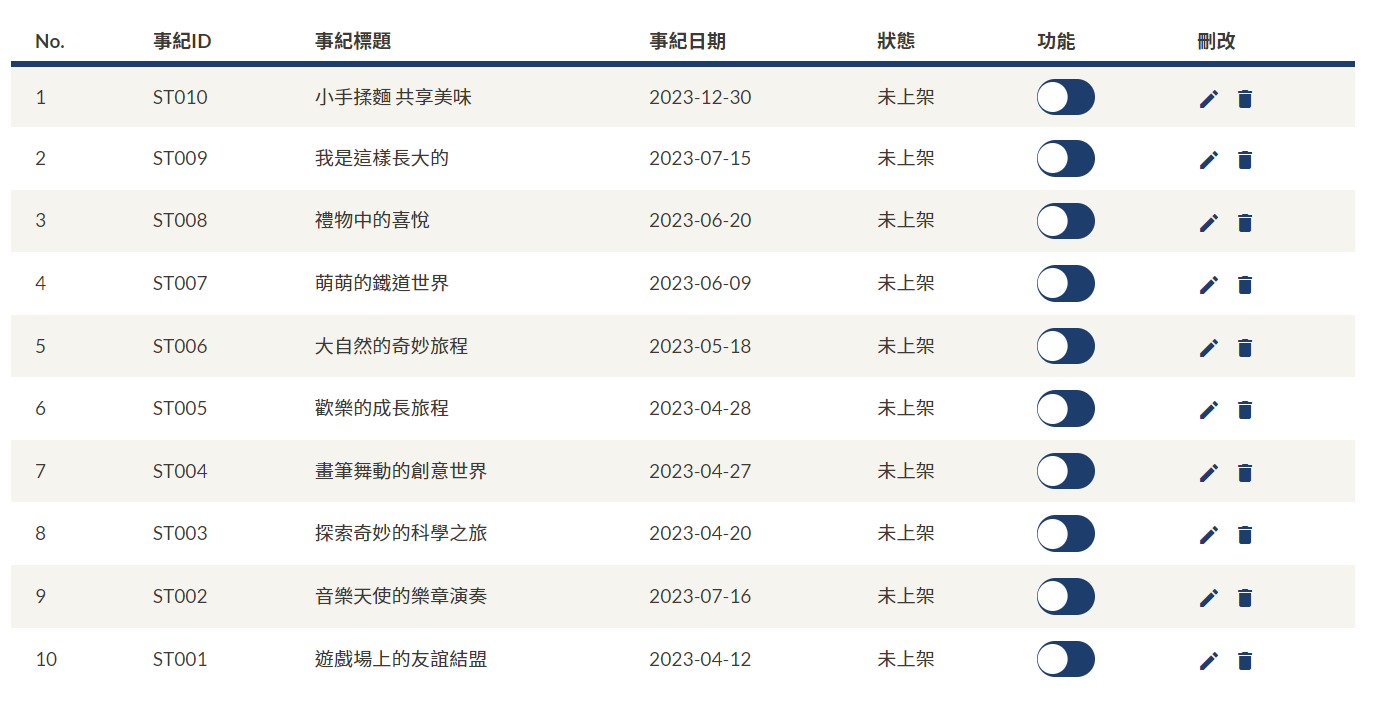 No. 事紀ID 事紀標題 事紀日期 狀態 功能 刪改
1 ST010 小手揉麵 共享美味 2023-12-30 未上架
2 ST009 我是這樣長大的 2023-07-15 未上架
3 ST008 禮物中的喜悅 2023-06-20 未上架
4 ST007 萌萌的鐵道世界 2023-06-09 未上架
5 ST006 大自然的奇妙旅程 2023-05-18 未上架
6 ST005 歡樂的成長旅程 2023-04-28 未上架
7 ST004 畫筆舞動的創意世界 2023-04-27 未上架
8 ST003 探索奇妙的科學之旅 2023-04-20 未上架
9 ST002 音樂天使的樂章演奏 2023-07-16 未上架
10 ST001 遊戲場上的友誼結盟 2023-04-12 未上架